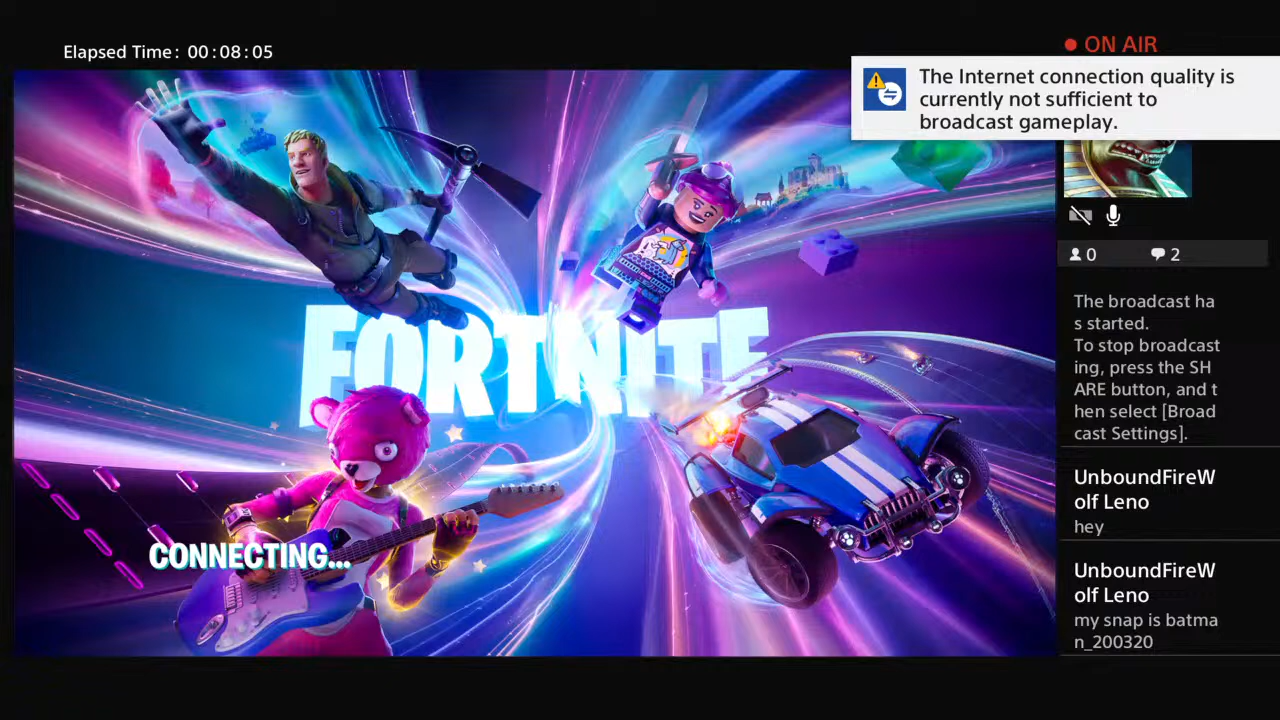 Elapsed Time: 00:08:05
ON AIR
The Internet connection quality is
currently not sufficient to
broadcast gameplay.
FORTNITE
CONNECTING...
0
2
The broadcast ha
s started.
To stop broadcast
ing, press the SH
ARE button, and t
hen select [Broad
cast Settings].
UnboundFireW
olf Leno
hey
UnboundFireW
olf Leno
my snap is batma
n_200320